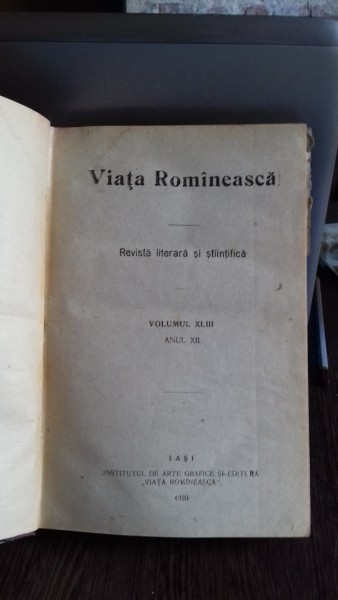 Viaţa Romînească
Revistă literară şi ştiinţifică
VOLUMUL XLIII
ANUL XII
IAŞI
INSTITUTUL DE ARTE GRAFICE ŞI EDITURA
„VIAŢA ROMÎNEASCĂ”
1920